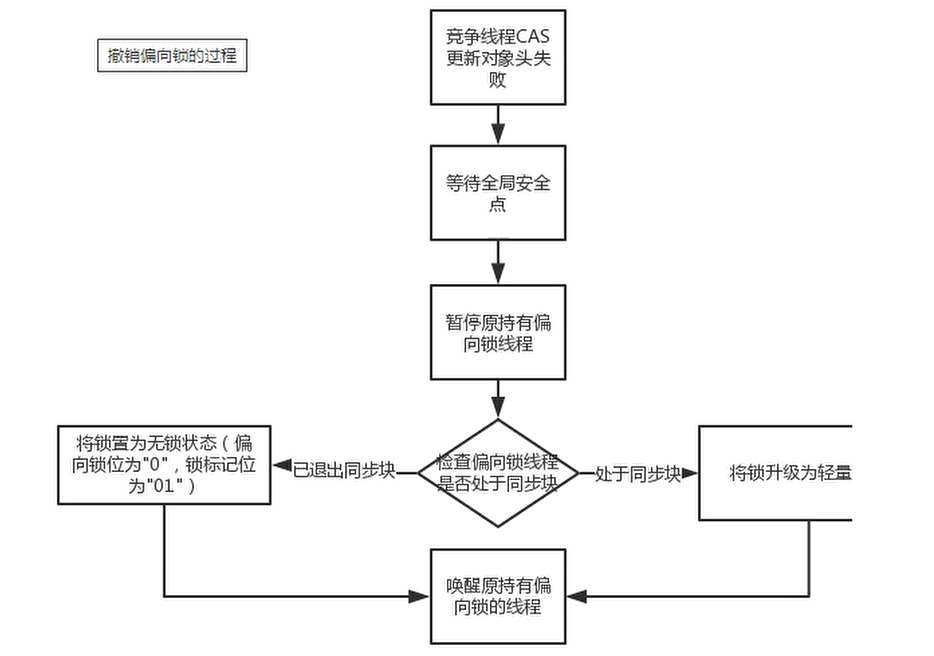 撤销偏向锁的过程
竞争线程CAS
更新对象头失
败
等待全局安全
点
暂停原持有偏
向锁线程
检查偏向锁线程
是否处于同步块
已退出同步块
处于同步块
将锁置为无锁状态（偏
向锁位为"0"，锁标记位
为"01"）
将锁升级为轻量
唤醒原持有偏
向锁的线程